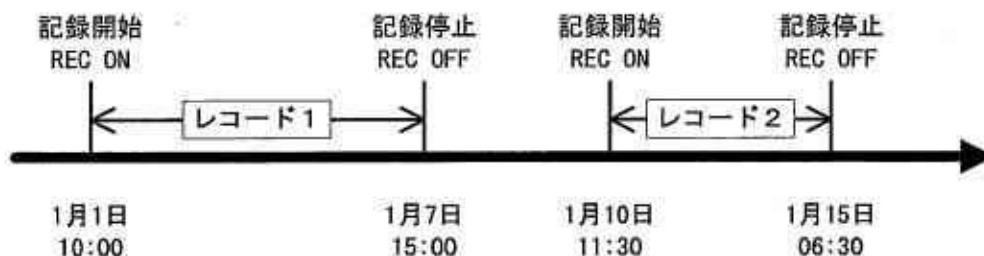 記録開始 記録停止 記録開始 記録停止
REC ON REC OFF REC ON REC OFF
レコード1 レコード2
1月1日 1月7日 1月10日 1月15日
10:00 15:00 11:30 06:30